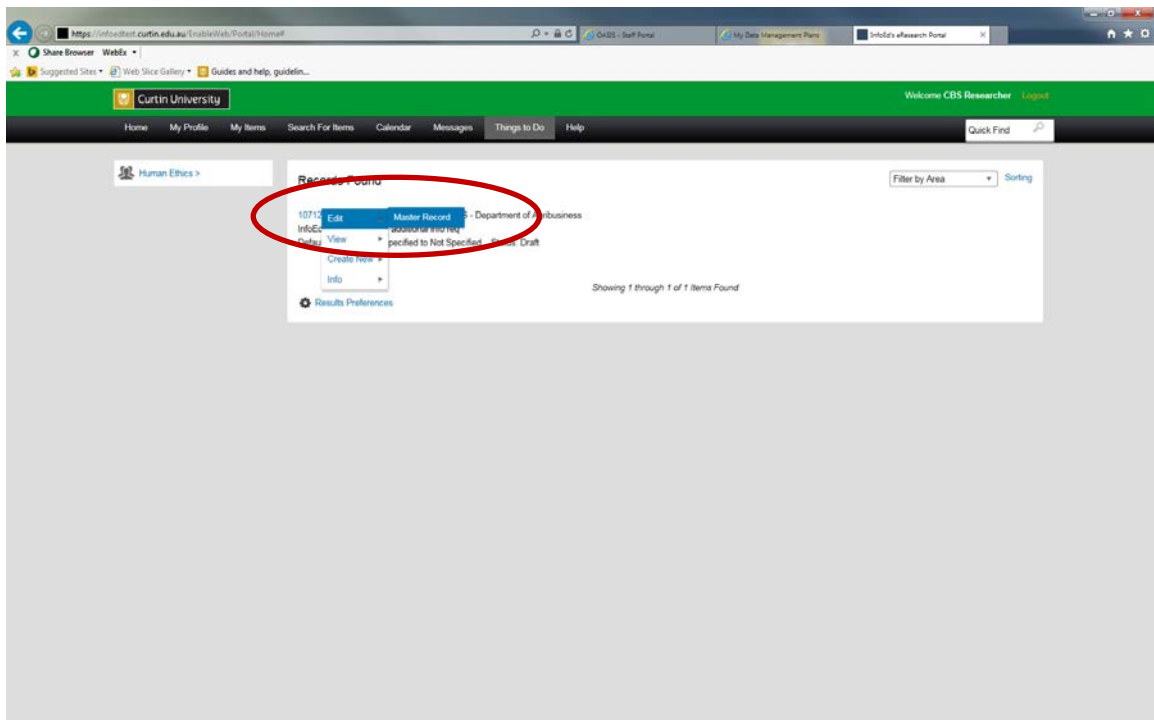 https://infoedtest.curtin.edu.au/EnableWeb/Portal/Home#
OASIS - Staff Portal
My Data Management Plans
InfoEd's eResearch Portal
X
x Share Browser WebEx
Suggested Sites Web Slice Gallery Guides and help, guidelin...
Curtin University
Welcome CBS Researcher Logout
Home My Profile My Items Search For Items Calendar Messages Things to Do Help
Quick Find
Human Ethics >
Records Found
Filter by Area Sorting
10712 - Department of Agribusiness
InfoEd additional info req
Defau pecified to Not Specified - Status: Draft
Edit
Master Record
View
Create New
Info
Showing 1 through 1 of 1 Items Found
Results Preferences